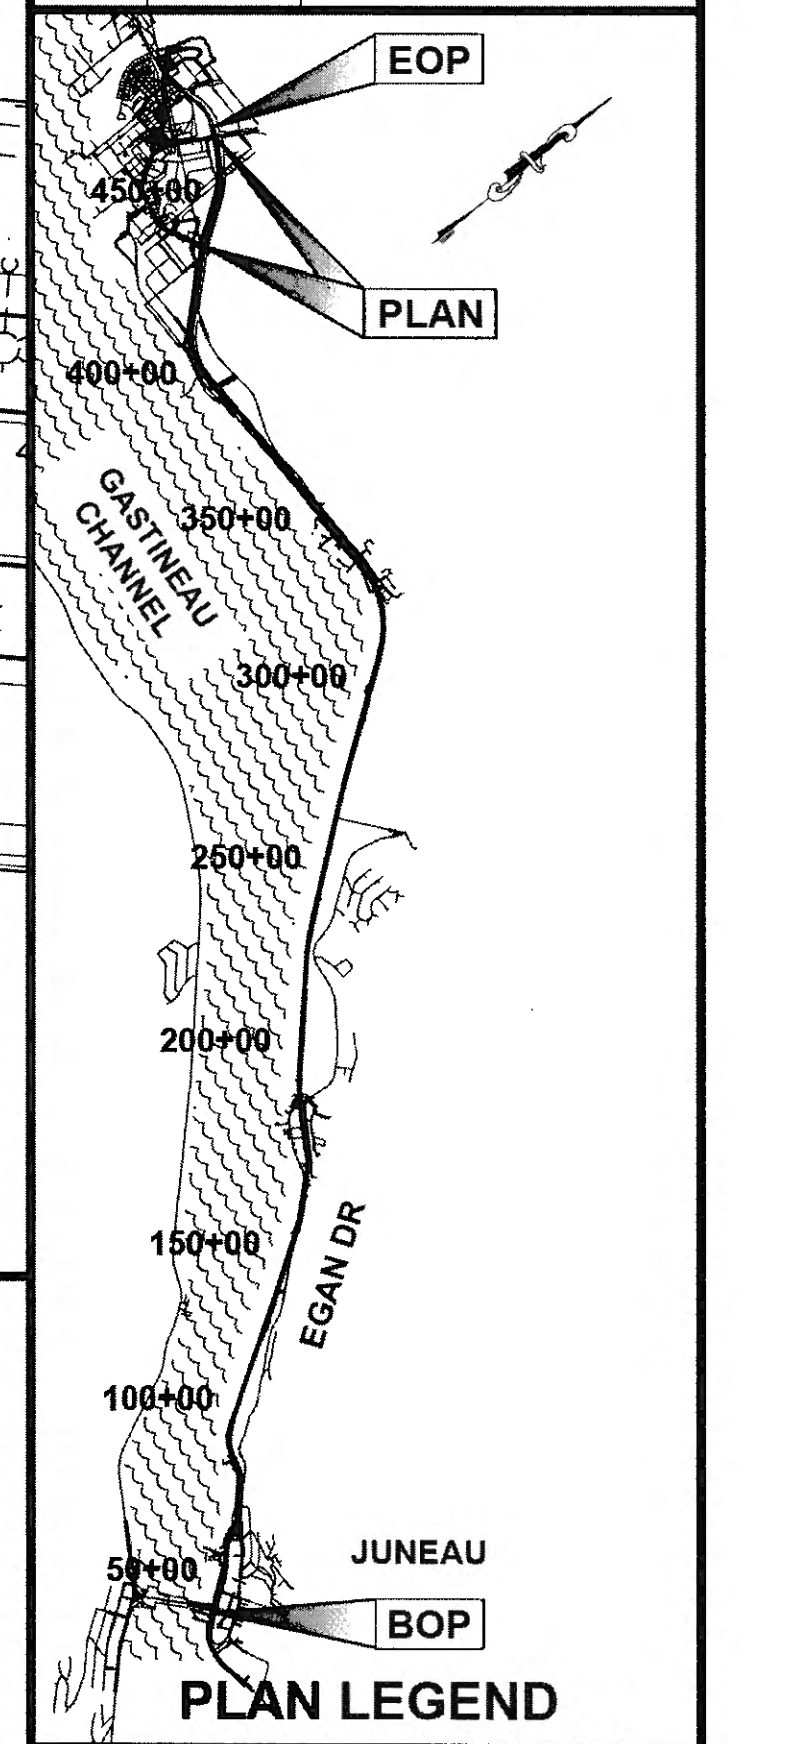 EOP
450+00
PLAN
400+00
GASTINEAU
CHANNEL
350+00
300+00
250+00
200+00
150+00
EGAN DR
100+00
JUNEAU
50+00
BOP
PLAN LEGEND